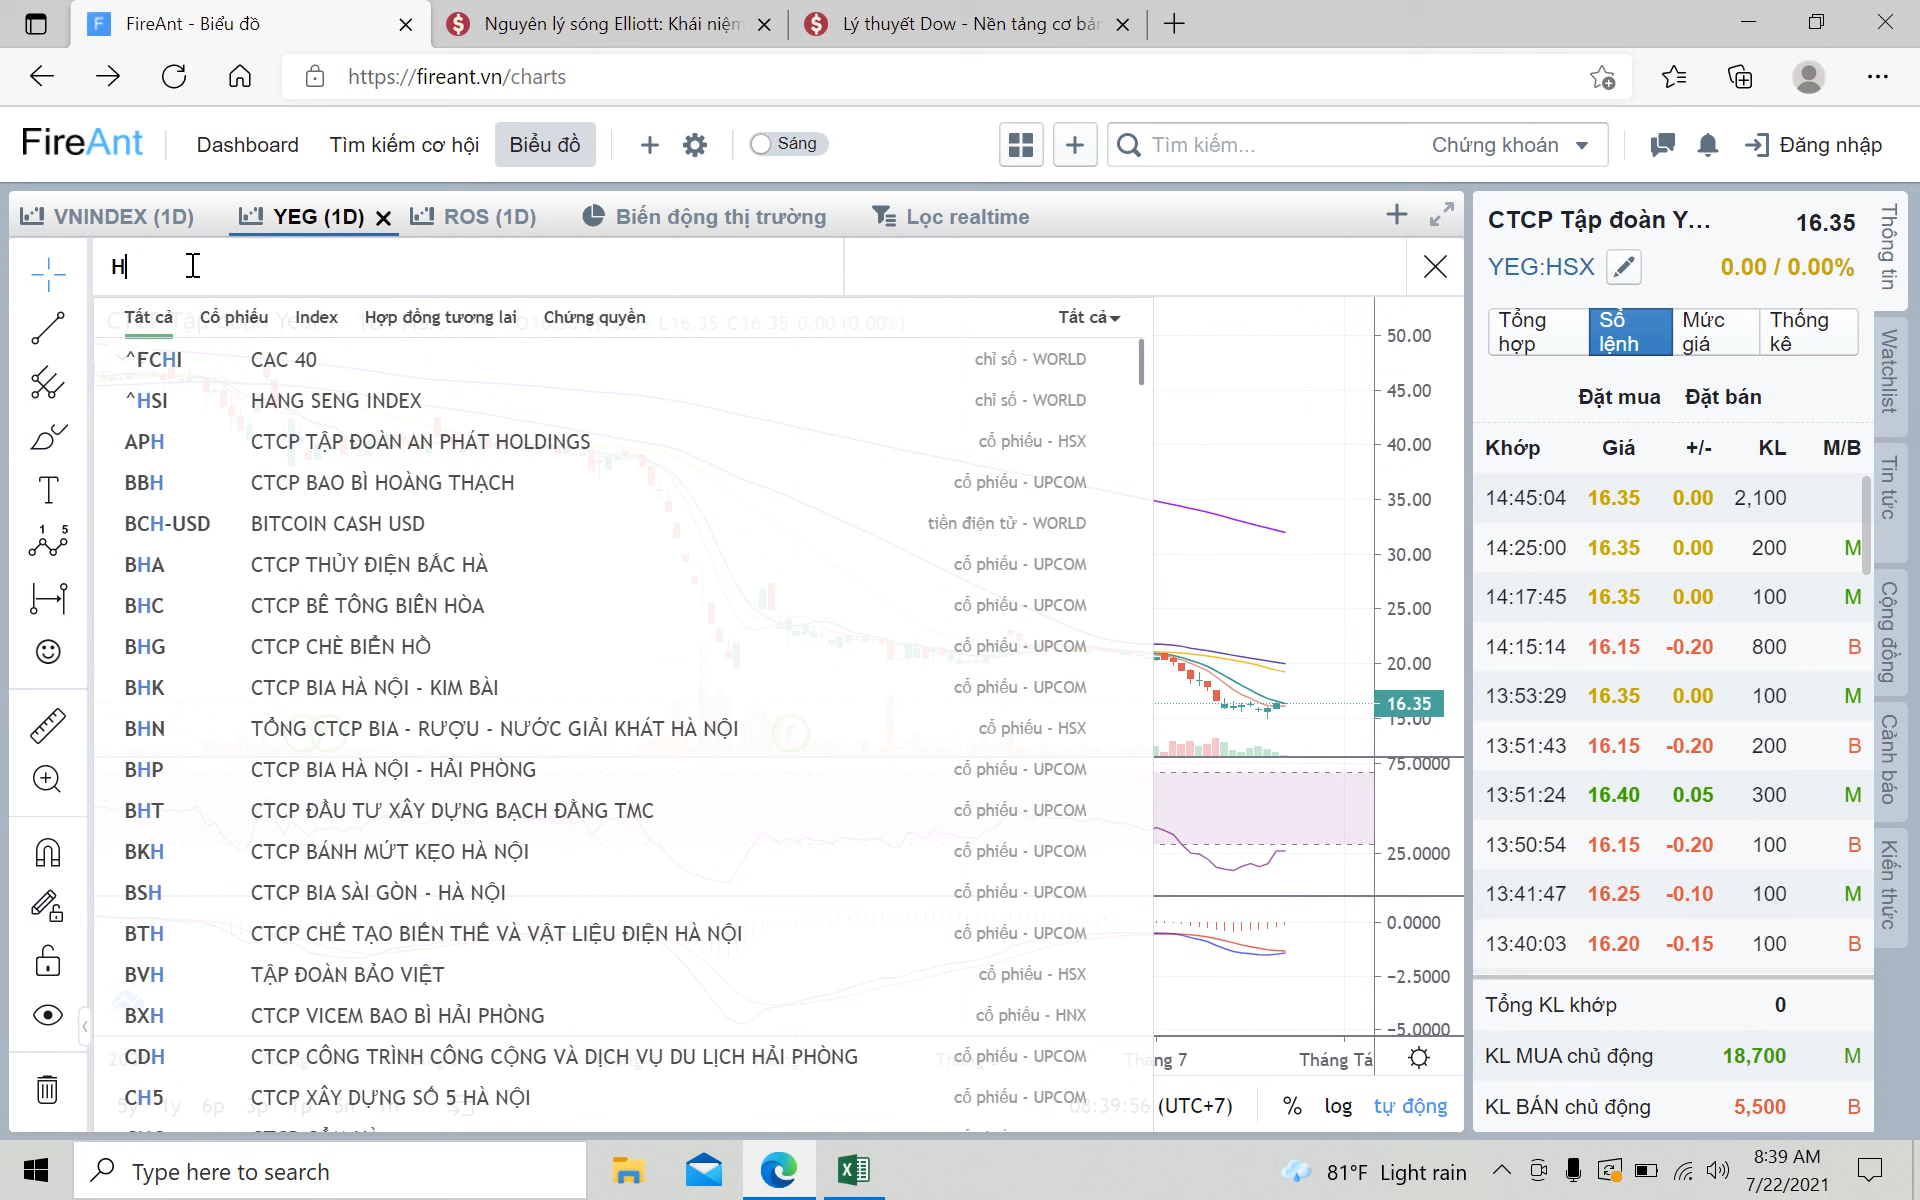 FireAnt - Biểu đồ
Nguyên lý sóng Elliott: Khái niệm
Lý thuyết Dow - Nền tảng cơ bản
https://fireant.vn/charts
FireAnt
Dashboard
Tìm kiếm cơ hội
Biểu đồ
Sáng
Tìm kiếm...
Chứng khoán
Đăng nhập
VNINDEX (1D)
YEG (1D)
ROS (1D)
Biến động thị trường
Lọc realtime
H
Tất cả Cổ phiếu Index Hợp đồng tương lai Chứng quyền Tất cả
^FCHI CAC 40 chỉ số - WORLD
^HSI HANG SENG INDEX chỉ số - WORLD
APH CTCP TẬP ĐOÀN AN PHÁT HOLDINGS cổ phiếu - HSX
BBH CTCP BAO BÌ HOÀNG THẠCH cổ phiếu - UPCOM
BCH-USD BITCOIN CASH USD tiền điện tử - WORLD
BHA CTCP THỦY ĐIỆN BẮC HÀ cổ phiếu - UPCOM
BHC CTCP BÊ TÔNG BIÊN HÒA cổ phiếu - UPCOM
BHG CTCP CHÈ BIỂN HỒ cổ phiếu - UPCOM
BHK CTCP BIA HÀ NỘI - KIM BÀI cổ phiếu - UPCOM
BHN TỔNG CTCP BIA - RƯỢU - NƯỚC GIẢI KHÁT HÀ NỘI cổ phiếu - HSX
BHP CTCP BIA HÀ NỘI - HẢI PHÒNG cổ phiếu - UPCOM
BHT CTCP ĐẦU TƯ XÂY DỰNG BẠCH ĐẰNG TMC cổ phiếu - UPCOM
BKH CTCP BÁNH MỨT KẸO HÀ NỘI cổ phiếu - UPCOM
BSH CTCP BIA SÀI GÒN - HÀ NỘI cổ phiếu - UPCOM
BTH CTCP CHẾ TẠO BIẾN THẾ VÀ VẬT LIỆU ĐIỆN HÀ NỘI cổ phiếu - UPCOM
BVH TẬP ĐOÀN BẢO VIỆT cổ phiếu - HSX
BXH CTCP VICEM BAO BÌ HẢI PHÒNG cổ phiếu - HNX
CDH CTCP CÔNG TRÌNH CÔNG CỘNG VÀ DỊCH VỤ DU LỊCH HẢI PHÒNG cổ phiếu - UPCOM
CH5 CTCP XÂY DỰNG SỐ 5 HÀ NỘI cổ phiếu - UPCOM
50.00
45.00
40.00
35.00
30.00
25.00
20.00
16.35
15.00
75.0000
25.0000
0.0000
-2.5000
-5.0000
Tháng 7 Tháng Tá
08:39:56 (UTC+7) % log tự động
CTCP Tập đoàn Y... 16.35
YEG:HSX 0.00 / 0.00%
Tổng hợp
Sổ lệnh
Mức giá
Thống kê
Đặt mua Đặt bán
Khớp Giá +/- KL M/B
14:45:04 16.35 0.00 2,100
14:25:00 16.35 0.00 200 M
14:17:45 16.35 0.00 100 M
14:15:14 16.15 -0.20 800 B
13:53:29 16.35 0.00 100 M
13:51:43 16.15 -0.20 200 B
13:51:24 16.40 0.05 300 M
13:50:54 16.15 -0.20 100 B
13:41:47 16.25 -0.10 100 M
13:40:03 16.20 -0.15 100 B
Tổng KL khớp 0
KL MUA chủ động 18,700 M
KL BÁN chủ động 5,500 B
Thông tin
Watchlist
Tin tức
Cộng đồng
Cảnh báo
Kiến thức
Type here to search
81°F Light rain
8:39 AM
7/22/2021